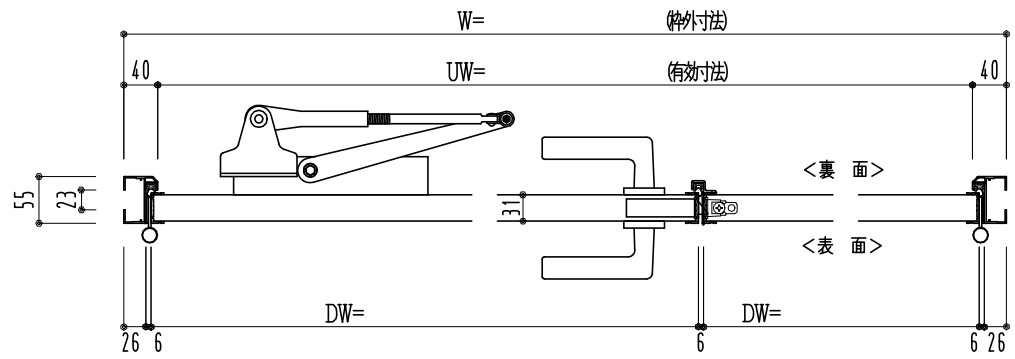 W= (枠外寸法)
40 UW= (有効寸法) 40
<裏 面>
55 23 31
<表 面>
DW= DW=
26 6 6 6 26